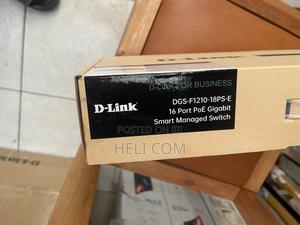 D-LINK FOR BUSINESS
D-Link
DGS-F1210-18PS-E
16 Port PoE Gigabit
Smart Managed Switch
POSTED ON
HELI COM